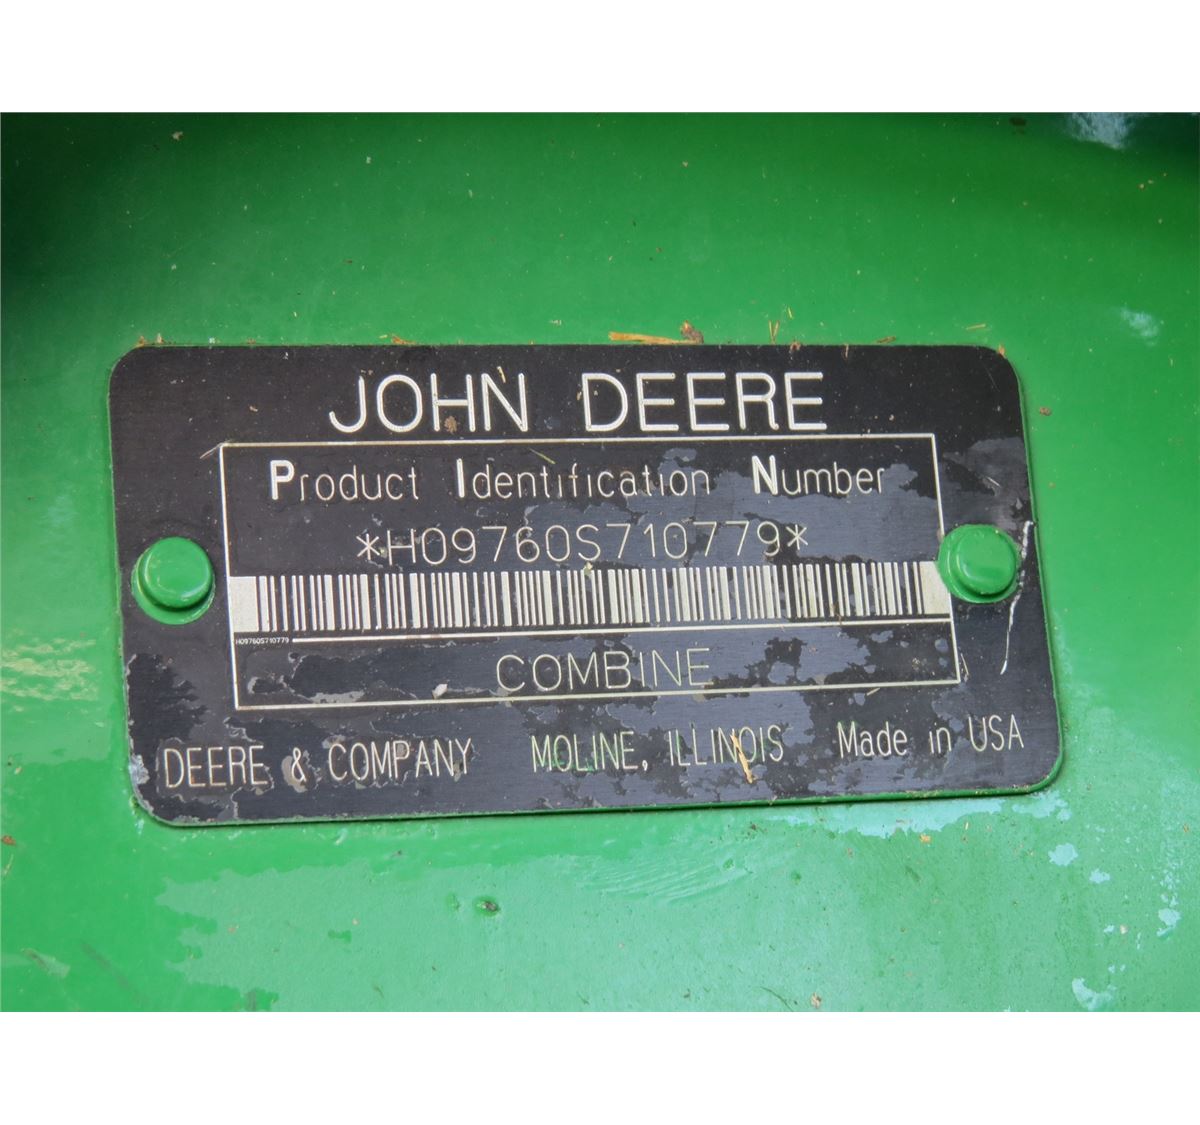 JOHN DEERE
Product Identification Number
*H09760S710779*
H09760S710779
COMBINE
DEERE & COMPANY MOLINE, ILLINOIS Made in USA